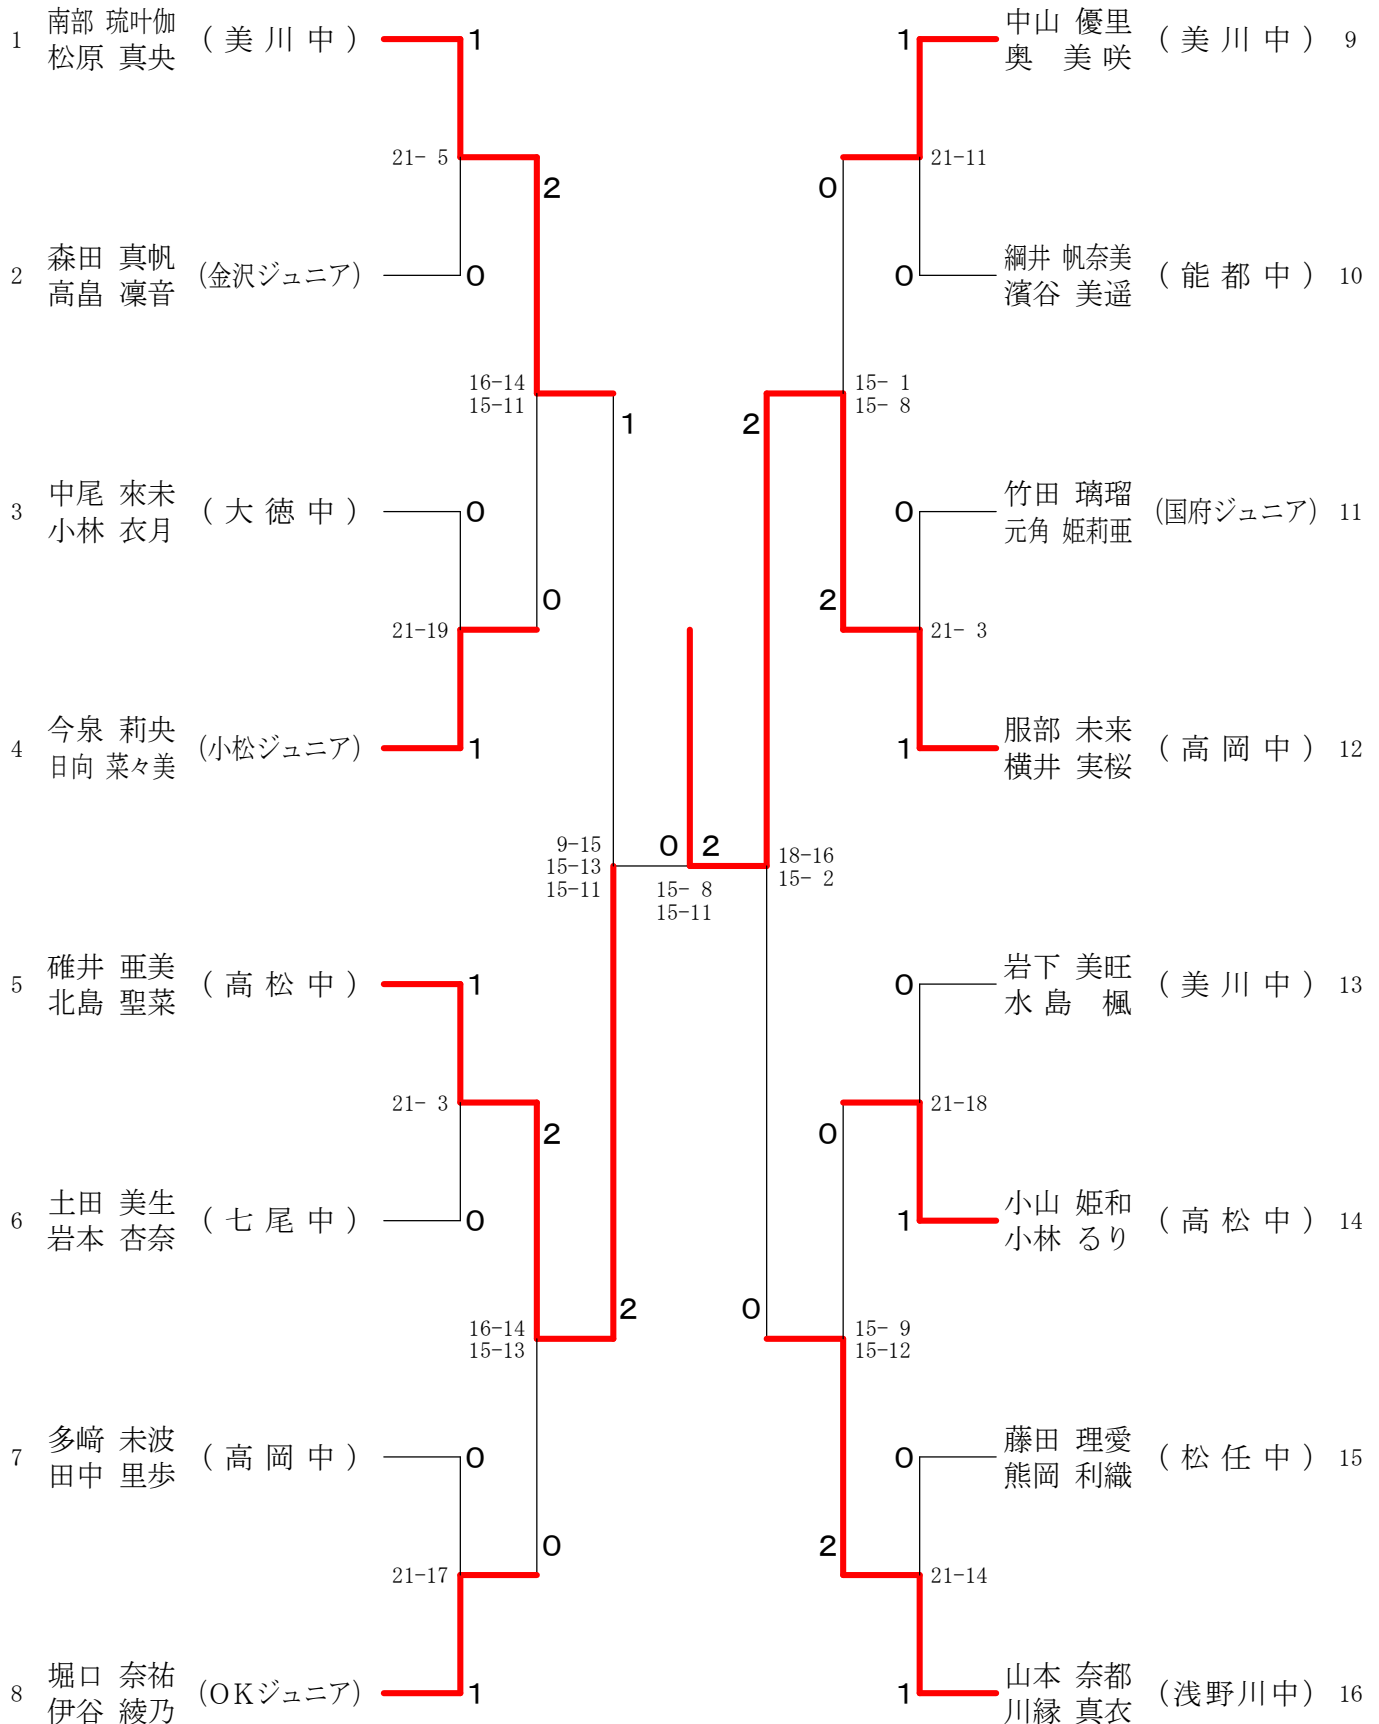 1 南部 琉叶伽 松原 真央 (美川中) 1
21- 5
2 森田 真帆 高畠 凜音 (金沢ジュニア) 0
2
16-14
15-11
3 中尾 來未 小林 衣月 (大徳中) 0
21-19
0
4 今泉 莉央 日向 菜々美 (小松ジュニア) 1
1
9-15
15-13
15-11
5 碓井 亜美 北島 聖菜 (高松中) 1
21- 3
2
6 土田 美生 岩本 杏奈 (七尾中) 0
2
16-14
15-13
7 多﨑 未波 田中 里歩 (高岡中) 0
21-17
0
8 堀口 奈祐 伊谷 綾乃 (OKジュニア) 1
0 2
15- 8
15-11
1 中山 優里 奥 美咲 (美川中) 9
21-11
0
0 綱井 帆奈美 濱谷 美遥 (能都中) 10
15- 1
15- 8
2
0 竹田 璃瑠 元角 姫莉亜 (国府ジュニア) 11
2
21- 3
1 服部 未来 横井 実桜 (高岡中) 12
18-16
15- 2
0 岩下 美旺 水島 楓 (美川中) 13
21-18
0
1 小山 姫和 小林 るり (高松中) 14
0
15- 9
15-12
0 藤田 理愛 熊岡 利織 (松任中) 15
2
21-14
1 山本 奈都 川縁 真衣 (浅野川中) 16